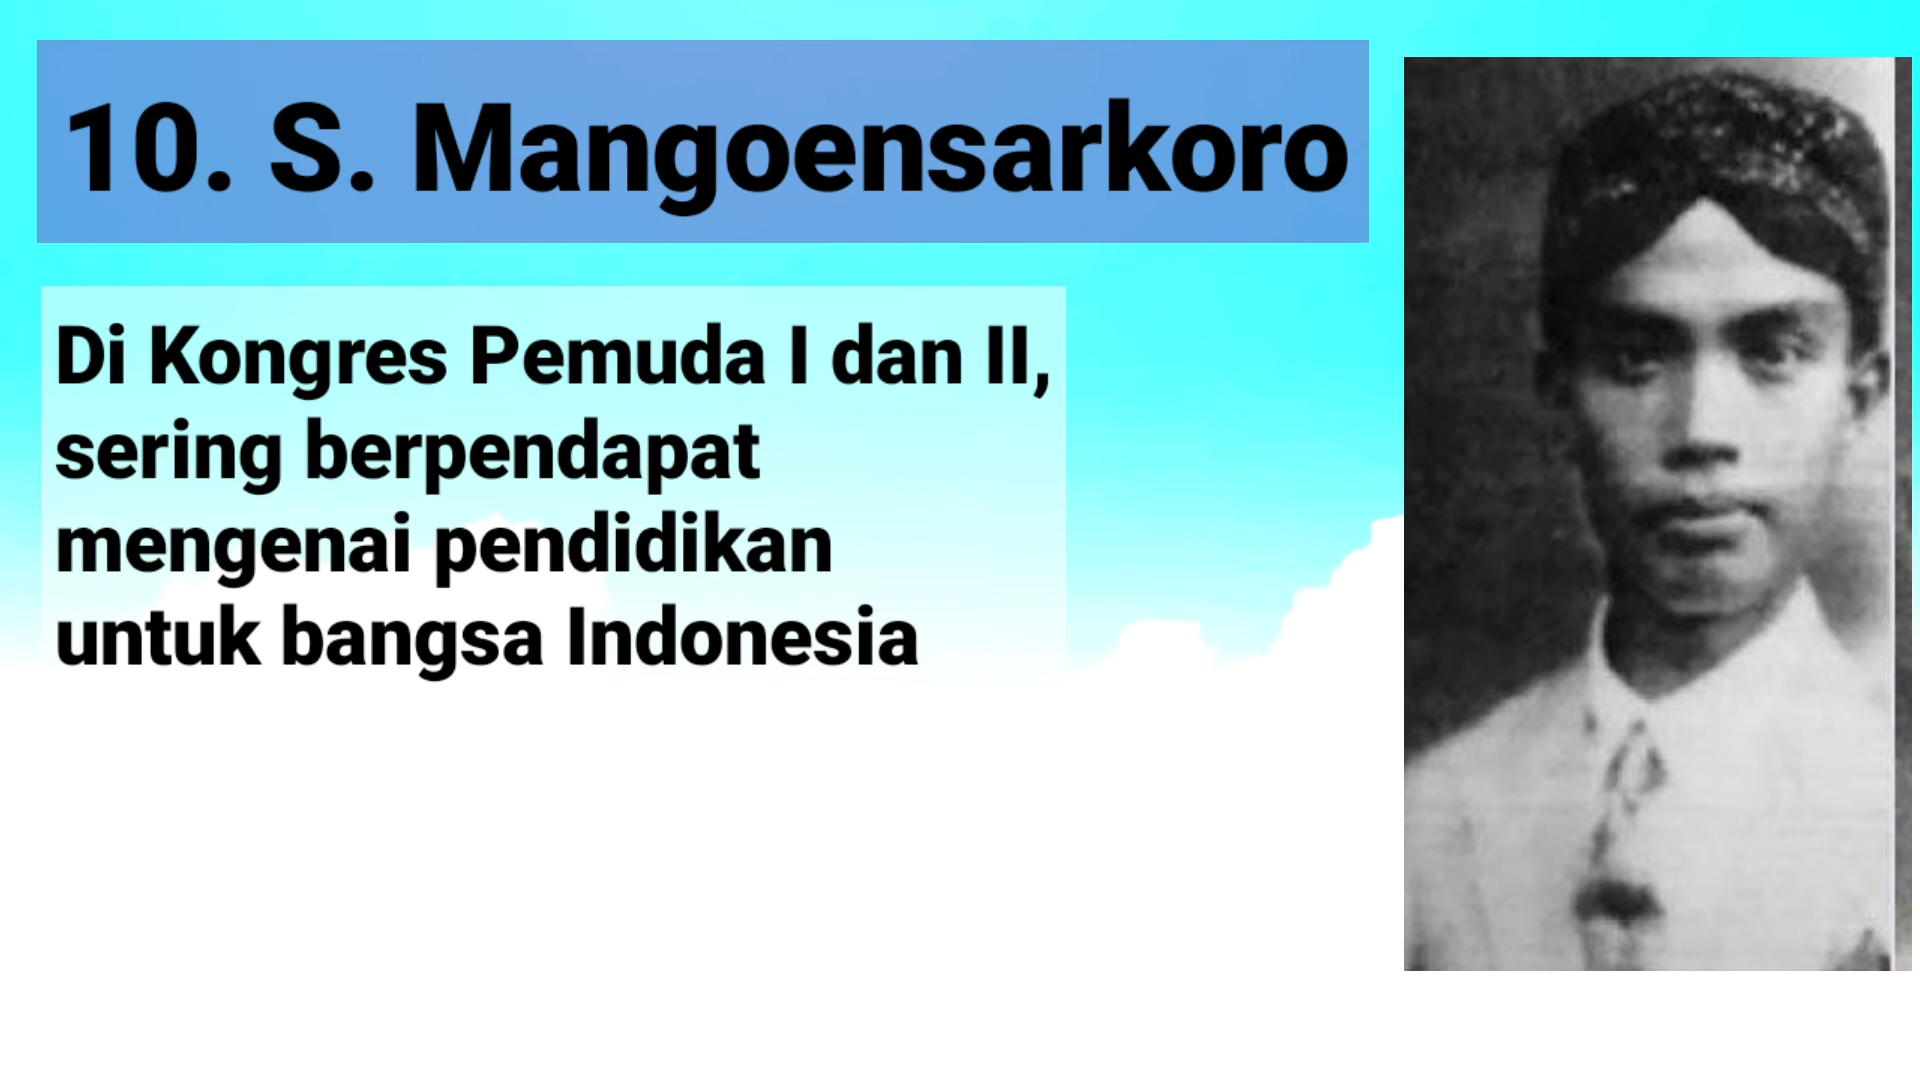 10. S. Mangoensarkoro
Di Kongres Pemuda I dan II,
sering berpendapat
mengenai pendidikan
untuk bangsa Indonesia